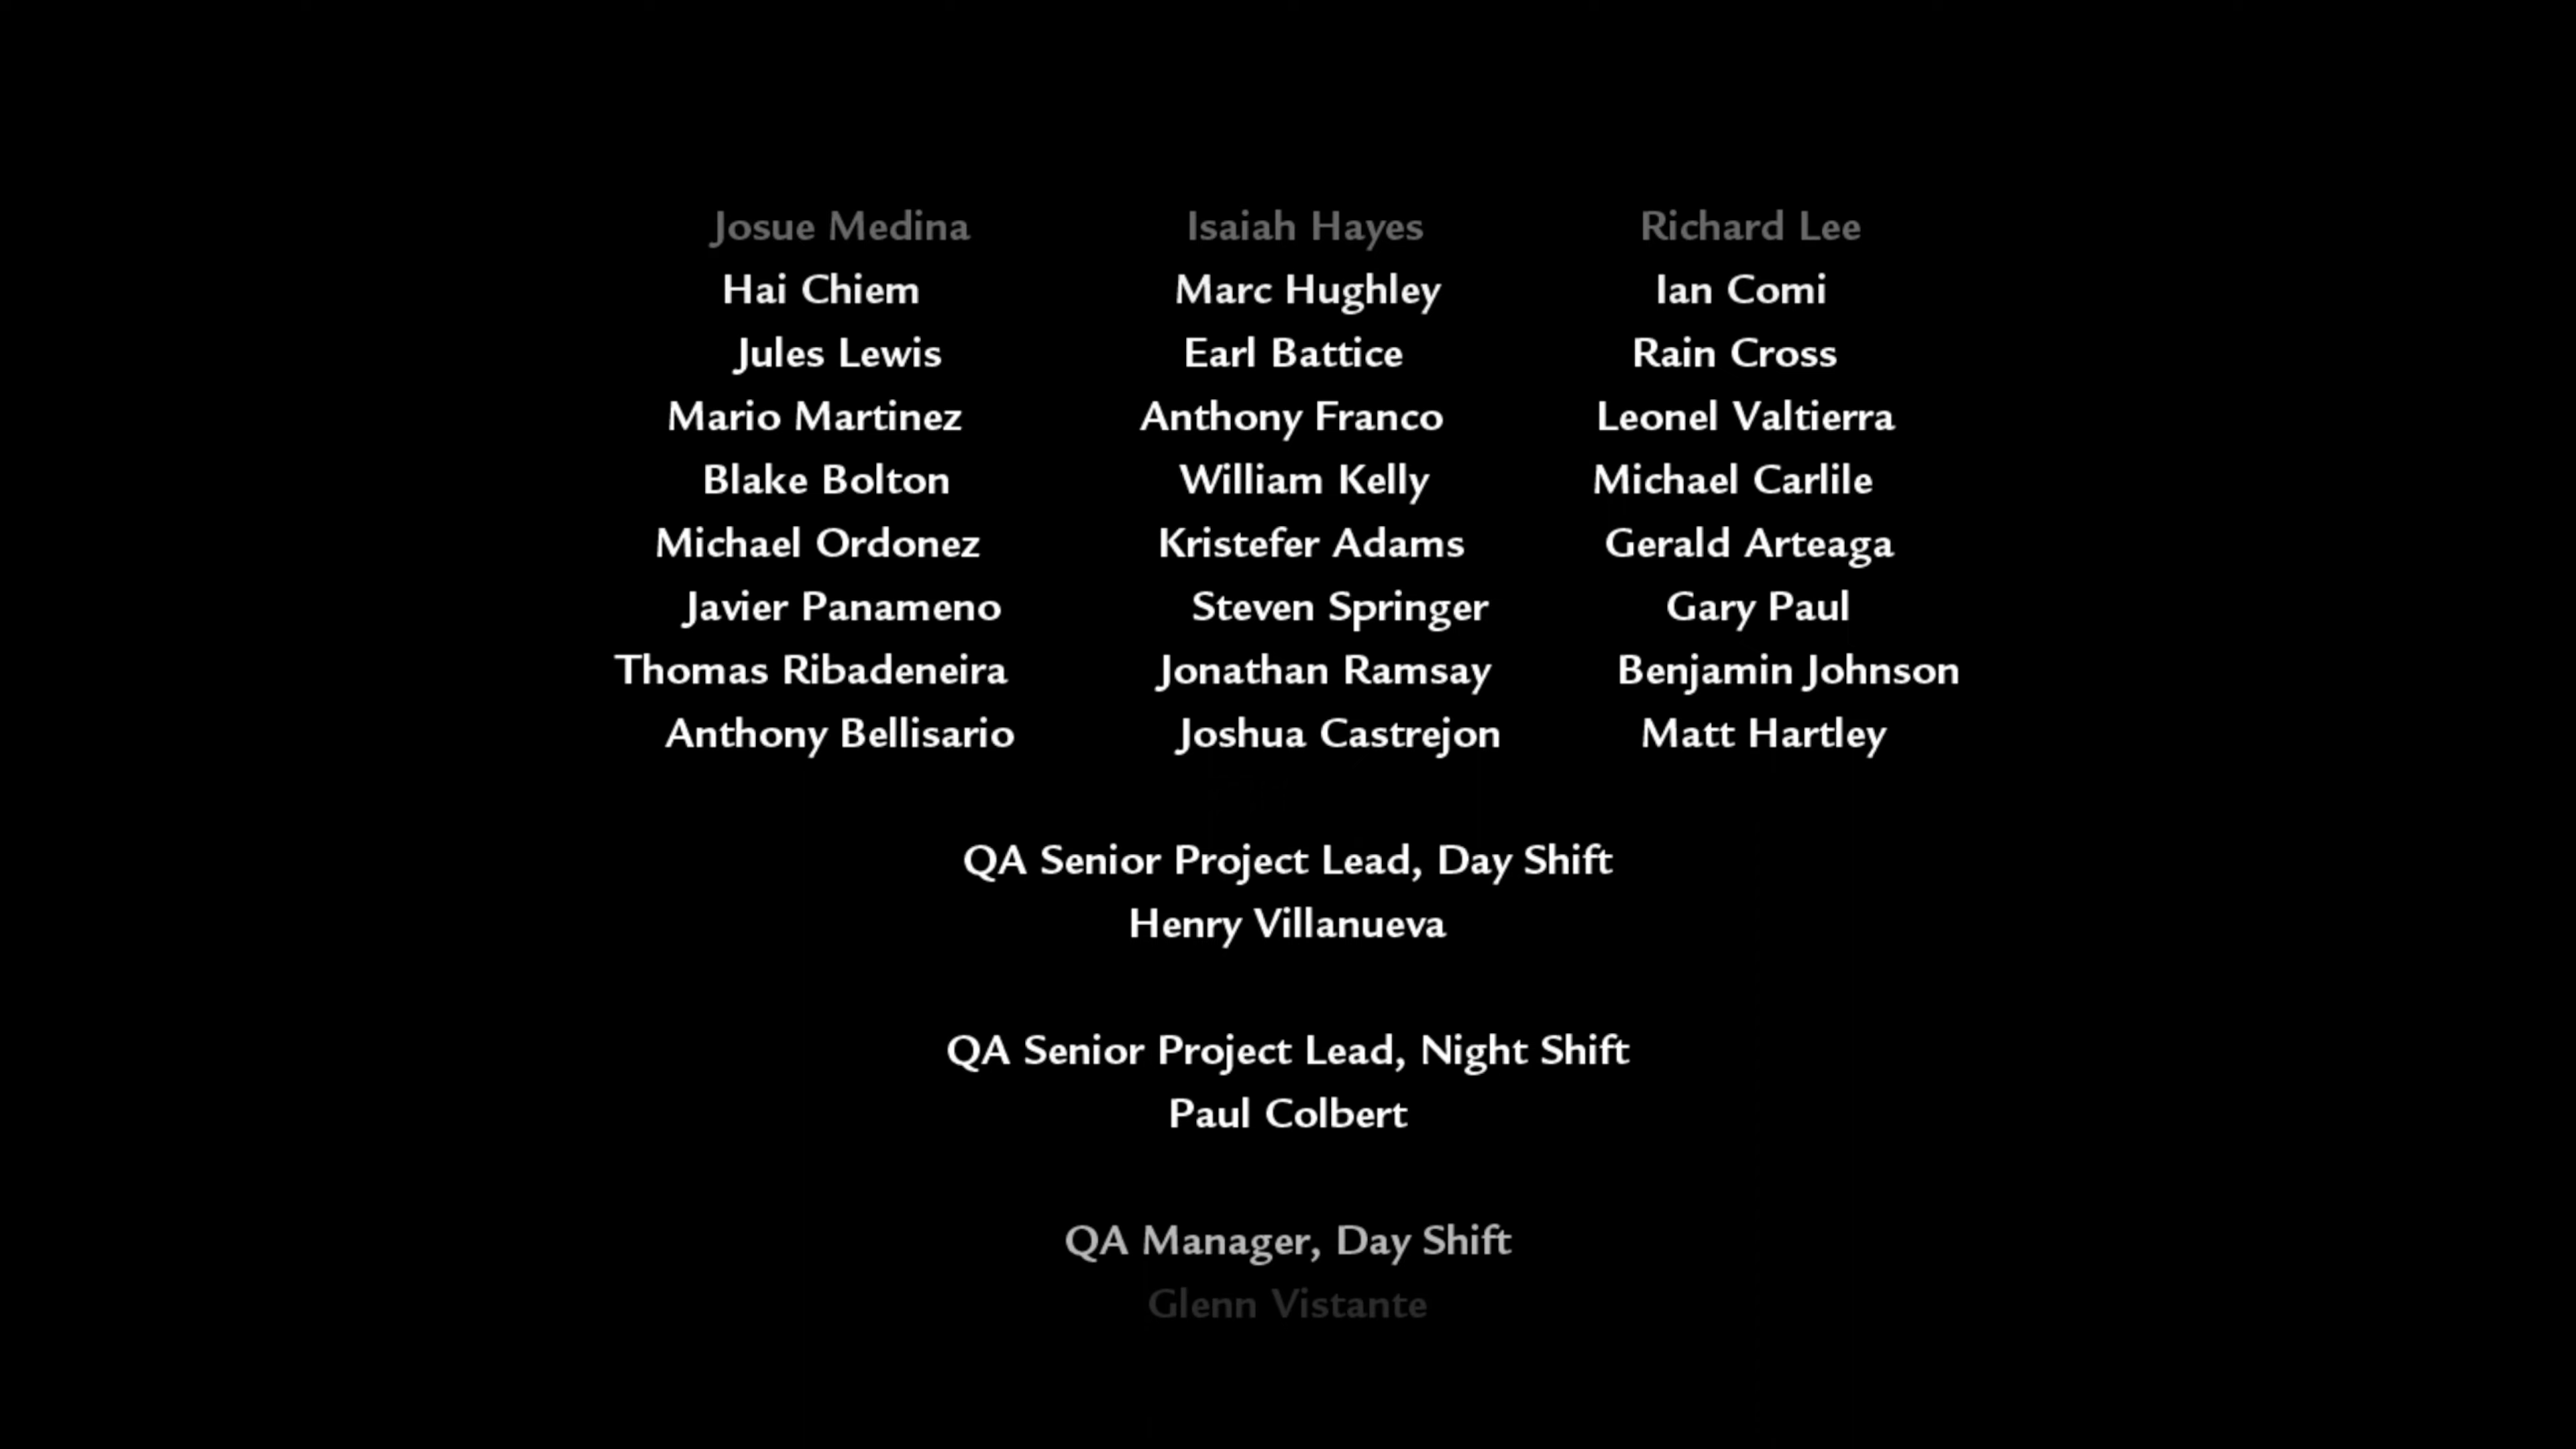 Josue Medina Isaiah Hayes Richard Lee
Hai Chiem Marc Hughley Ian Comi
Jules Lewis Earl Battice Rain Cross
Mario Martinez Anthony Franco Leonel Valtierra
Blake Bolton William Kelly Michael Carlile
Michael Ordonez Kristefer Adams Gerald Arteaga
Javier Panameno Steven Springer Gary Paul
Thomas Ribadeneira Jonathan Ramsay Benjamin Johnson
Anthony Bellisario Joshua Castrejon Matt Hartley
QA Senior Project Lead, Day Shift
Henry Villanueva
QA Senior Project Lead, Night Shift
Paul Colbert
QA Manager, Day Shift
Glenn Vistante